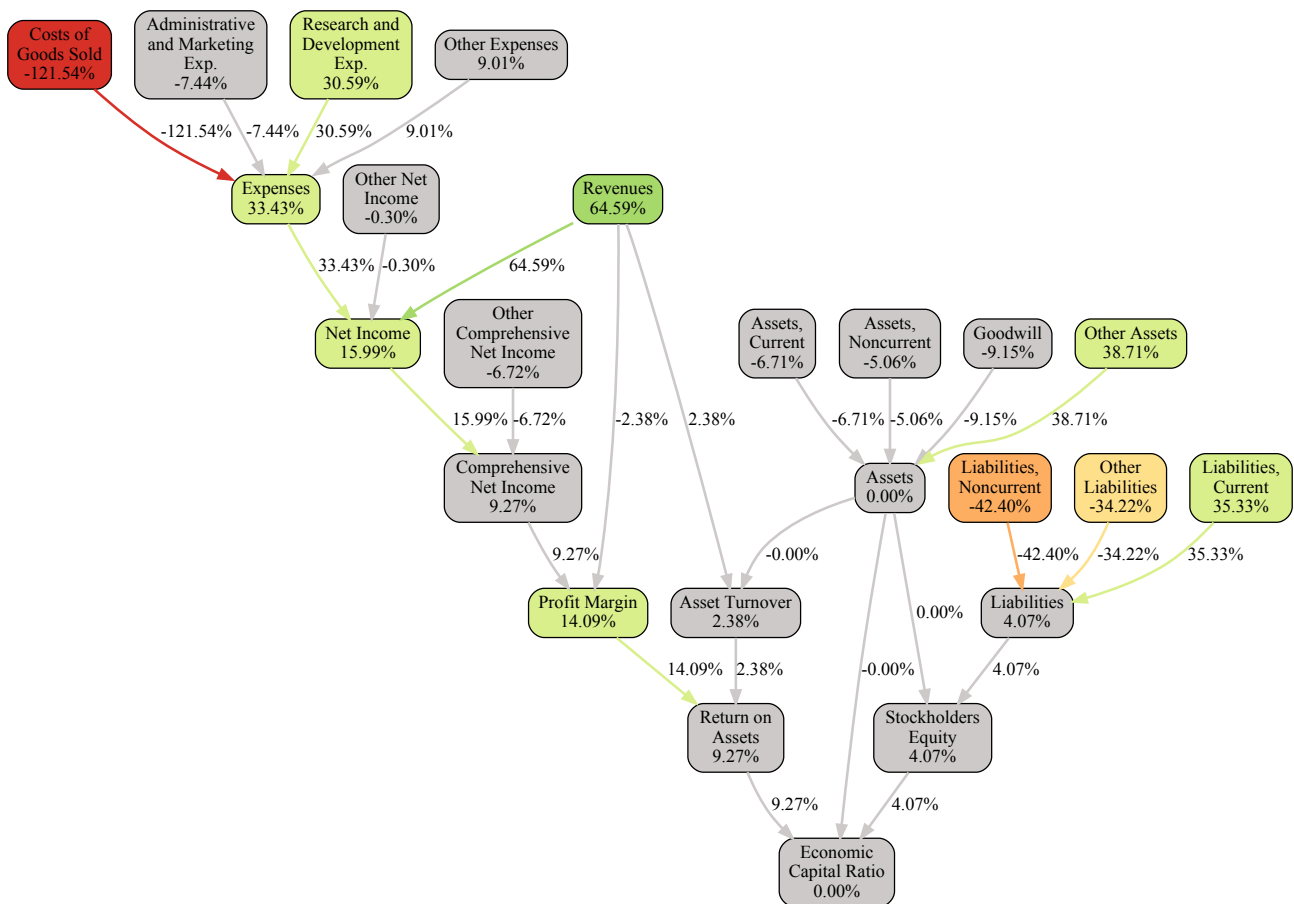 Costs of
Goods Sold
-121.54%
Administrative
and Marketing
Exp.
-7.44%
Research and
Development
Exp.
30.59%
Other Expenses
9.01%
-121.54%
-7.44%
30.59%
9.01%
Expenses
33.43%
Other Net
Income
-0.30%
Revenues
64.59%
33.43%
-0.30%
64.59%
Net Income
15.99%
Other
Comprehensive
Net Income
-6.72%
Assets,
Current
-6.71%
Assets,
Noncurrent
-5.06%
Goodwill
-9.15%
Other Assets
38.71%
15.99%
-6.72%
-2.38%
2.38%
-6.71%
-5.06%
-9.15%
38.71%
Comprehensive
Net Income
9.27%
Assets
0.00%
Liabilities,
Noncurrent
-42.40%
Other
Liabilities
-34.22%
Liabilities,
Current
35.33%
9.27%
-0.00%
-42.40%
-34.22%
35.33%
Profit Margin
14.09%
Asset Turnover
2.38%
0.00%
Liabilities
4.07%
14.09%
2.38%
-0.00%
4.07%
Return on
Assets
9.27%
Stockholders
Equity
4.07%
9.27%
4.07%
Economic
Capital Ratio
0.00%